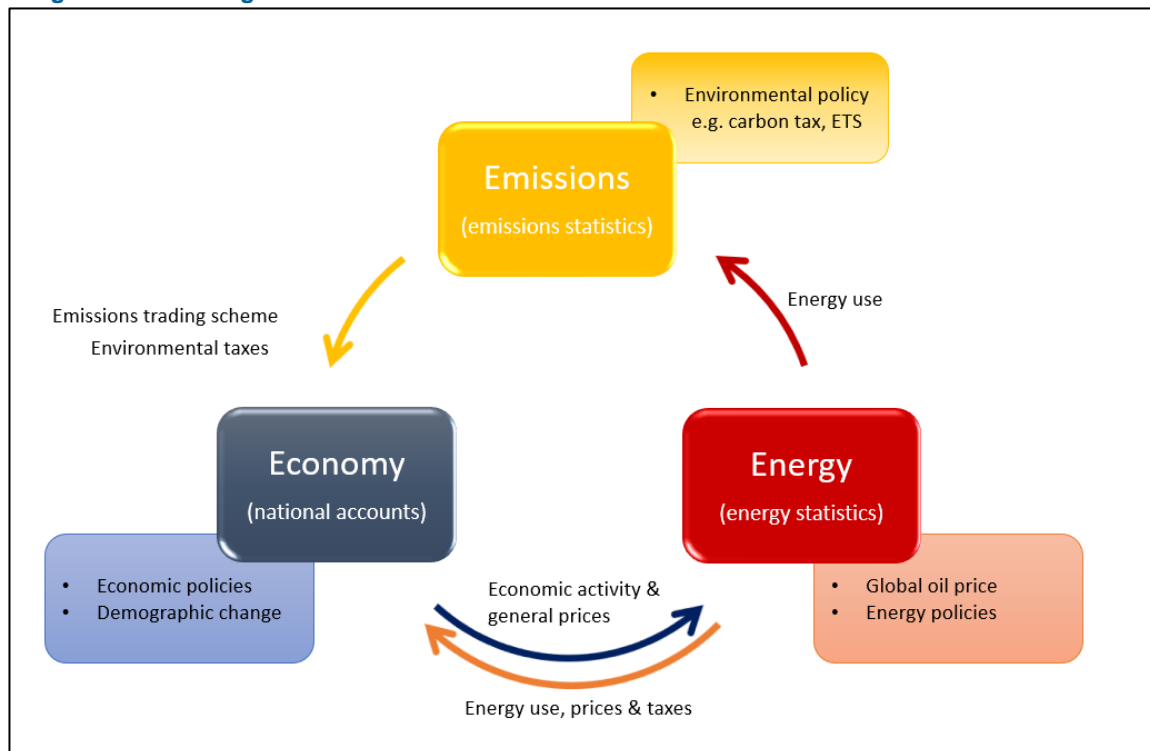 • Environmental policy
e.g. carbon tax, ETS
Emissions
(emissions statistics)
Emissions trading scheme
Environmental taxes
Energy use
Economy
(national accounts)
Energy
(energy statistics)
• Economic policies
• Demographic change
Economic activity &
general prices
• Global oil price
• Energy policies
Energy use, prices & taxes